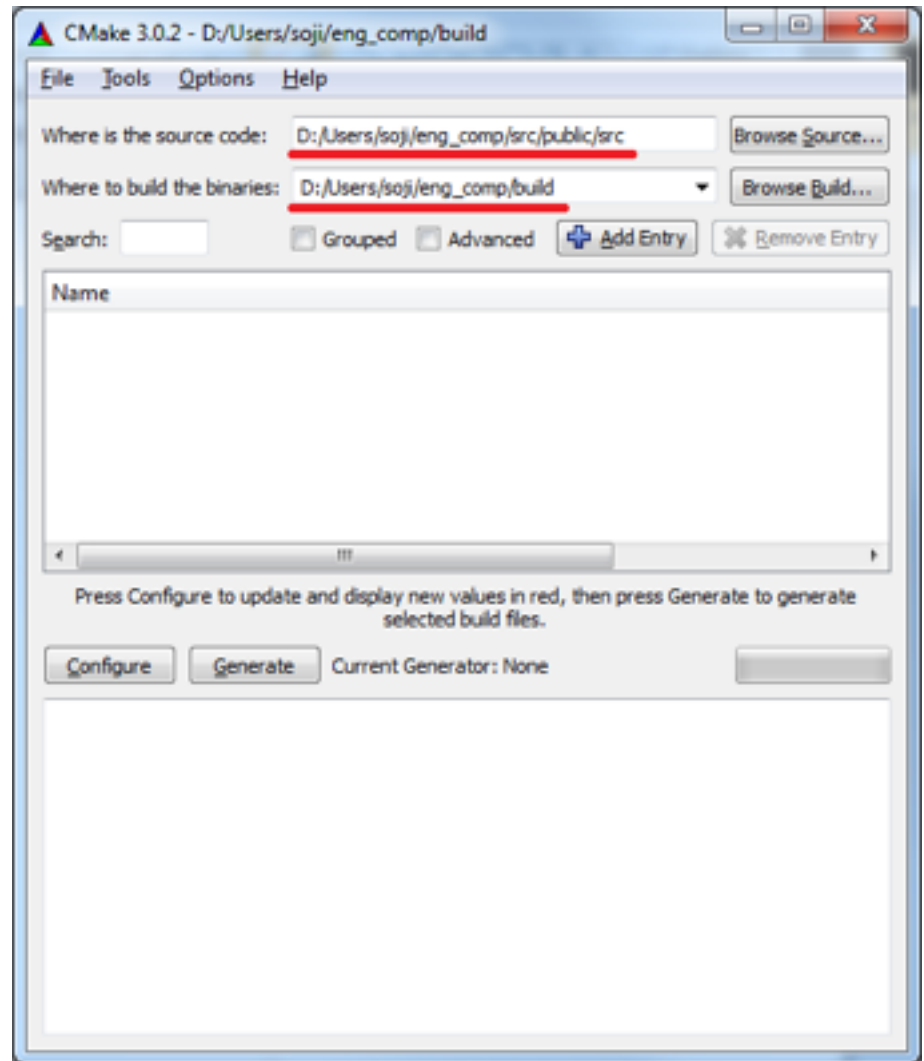 CMake 3.0.2 - D:/Users/soji/eng_comp/build
File Tools Options Help
Where is the source code: D:/Users/soji/eng_comp/src/public/src Browse Source...
Where to build the binaries: D:/Users/soji/eng_comp/build Browse Build...
Search: Grouped Advanced Add Entry Remove Entry
Name
Press Configure to update and display new values in red, then press Generate to generate
selected build files.
Configure Generate Current Generator: None